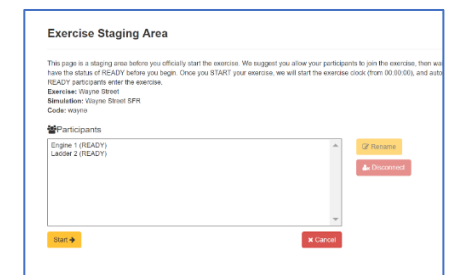 Exercise Staging Area
This page is a staging area before you officially start the exercise. We suggest you allow your participants to join the exercise, then
have the status of READY before you begin. Once you START your exercise, we will start the exercise clock (from 00:00:00), and
READY participants enter the exercise.
Exercise: Wayne Street
Simulation: Wayne Street SFR
Code: wayne
Participants
Engine 1 (READY)
Ladder 2 (READY)
Rename
Disconnect
Start
Cancel